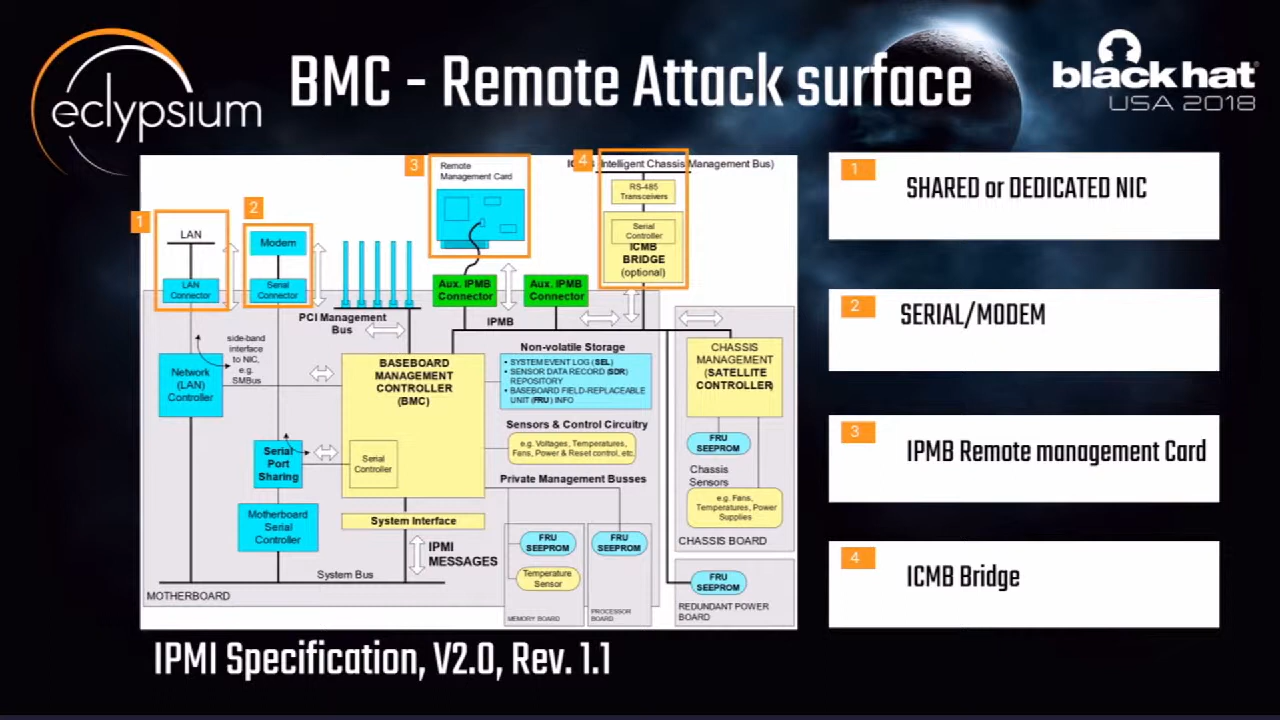 eclypsium
BMC - Remote Attack surface
black hat
USA 2018
1
LAN
LAN
Connector
2
Modem
Serial
Connector
3
Remote
Management Card
4
Intelligent Chassis Management Bus)
RS-485
Transceivers
Serial
Controller
ICMB
BRIDGE
(optional)
PCI Management
Bus
Aux. IPMB
Connector
Aux. IPMB
Connector
IPMB
side-band
interface
to NIC,
e.g.
SMBus
Network
(LAN)
Controller
BASEBOARD
MANAGEMENT
CONTROLLER
(BMC)
Serial
Controller
Non-volatile Storage
• SYSTEM EVENT LOG (SEL)
• SENSOR DATA RECORD (SDR)
REPOSITORY
• BASEBOARD FIELD-REPLACEABLE
UNIT (FRU) INFO
Sensors & Control Circuitry
e.g. Voltages, Temperatures,
Fans, Power & Reset control, etc.
Private Management Busses
CHASSIS
MANAGEMENT
(SATELLITE
CONTROLLER)
FRU
SEEPROM
Chassis
Sensors
e.g. Fans,
Temperatures, Power
Supplies
CHASSIS BOARD
Serial
Port
Sharing
Motherboard
Serial
Controller
System Interface
IPMI
MESSAGES
System Bus
MOTHERBOARD
FRU
SEEPROM
Temperature
Sensor
MEMORY BOARD
FRU
SEEPROM
PROCESSOR
BOARD
FRU
SEEPROM
REDUNDANT POWER
BOARD
1
SHARED or DEDICATED NIC
2
SERIAL/MODEM
3
IPMB Remote management Card
4
ICMB Bridge
IPMI Specification, V2.0, Rev. 1.1